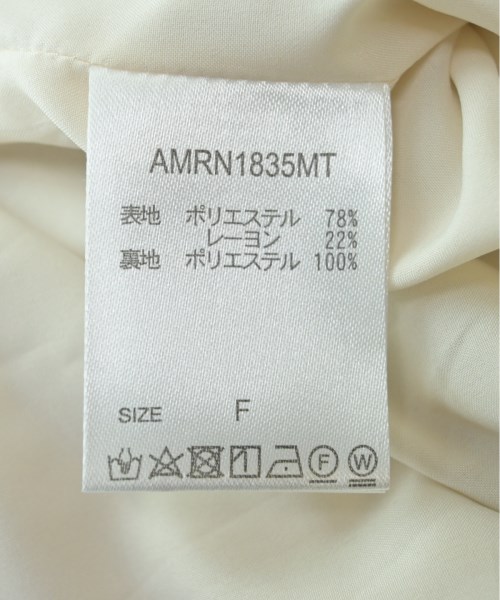 AMRN1835MT
表地 ポリエステル 78%
レーヨン 22%
裏地 ポリエステル 100%
SIZE F
F W